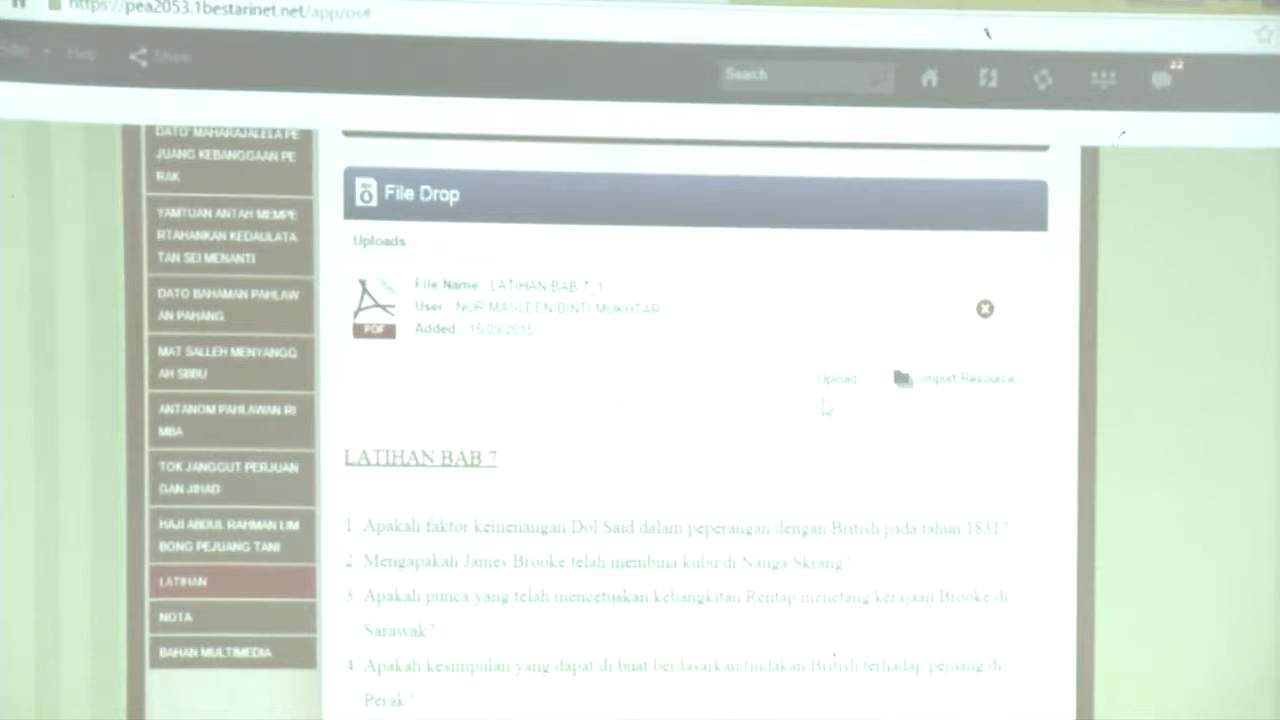 https://pea2053.1bestarinet.net/app/os#
Help
Share
Search
22
DATO' MAHARAJALELA PE
JUANG KEBANGGAAN PE
RAK
YAMTUAN ANTAH MEMPE
RTAHANKAN KEDAULATA
TAN SEI MENANTI
DATO BAHAMAN PAHLAW
AN PAHANG
MAT SALLEH MENYANGG
AH SBBU
ANTANOM PAHLAWAN RI
MBA
TOK JANGGUT PERJUAN
GAN JIHAD
HAJI ABDUL RAHMAN LIM
BONG PEJUANG TANI
LATIHAN
NOTA
BAHAN MULTIMEDIA
File Drop
Uploads
PDF
File Name : LATIHAN BAB 7_1
User : NOR MASLEEN BINTI MUKHTAR
Added : 15/09/2015
Upload
Import Resource
LATIHAN BAB 7
1. Apakah faktor kemenangan Dol Said dalam peperangan dengan British pada tahun 1831?
2. Mengapakah James Brooke telah membina kubu di Nanga Skrang?
3. Apakah punca yang telah mencetuskan kebangkitan Rentap menetang kerajaan Brooke di
Sarawak?
4. Apakah kesimpulan yang dapat di buat berdasarkan tindakan British terhadap pejuang di
Perak?